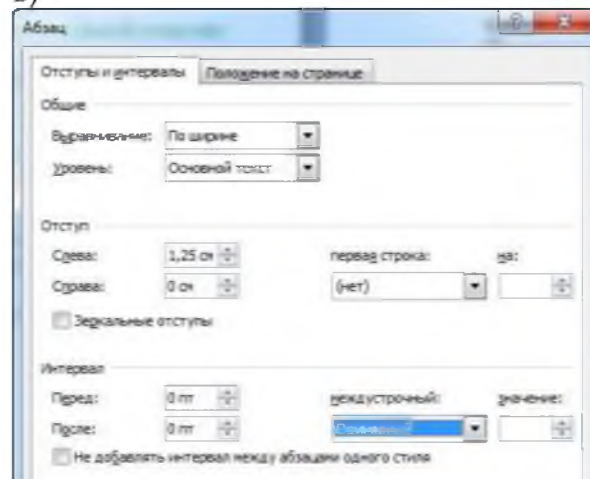 Абзац
Отступы и интервалы Положение на странице
Общие
Выравнивание: По ширине
Уровень: Основной текст
Отступ
Слева: 1,25 см первая строка: на:
Справа: 0 см (нет)
Зеркальные отступы
Интервал
Перед: 0 пт междустрочный: значение:
После: 0 пт Одинарный
Не добавлять интервал между абзацами одного стиля